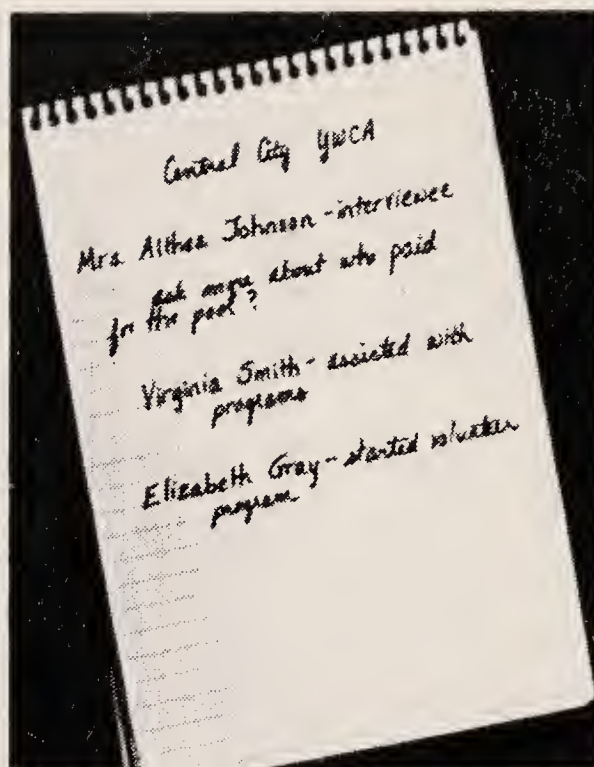 Central City YWCA
Mrs. Althea Johnson - interviewee
ask more about who paid
for the pool?
Virginia Smith - assisted with
programs
Elizabeth Gray - started volunteer
program.